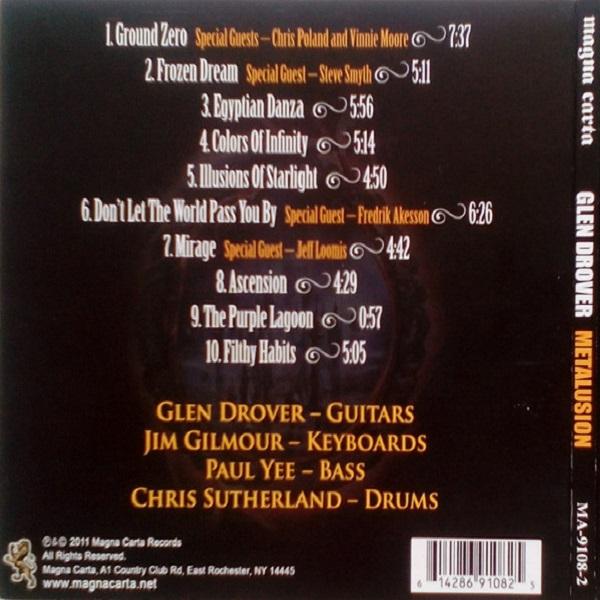 1. Ground Zero Special Guests – Chris Poland and Vinnie Moore 7:37
2. Frozen Dream Special Guest – Steve Smyth 5:11
3. Egyptian Danza 5:56
4. Colors Of Infinity 5:14
5. Illusions Of Starlight 4:50
6. Don't Let The World Pass You By Special Guest – Fredrik Akesson 6:26
7. Mirage Special Guest – Jeff Loomis 4:42
8. Ascension 4:29
9. The Purple Lagoon 0:57
10. Filthy Habits 5:05
GLEN DROVER – GUITARS
JIM GILMOUR – KEYBOARDS
PAUL YEE – BASS
CHRIS SUTHERLAND – DRUMS
℗&© 2011 Magna Carta Records
All Rights Reserved.
Magna Carta, A1 Country Club Rd, East Rochester, NY 14445
www.magnacarta.net
6 14286 91082 5
magna carta GLEN DROVER METALUSION MA-9108-2